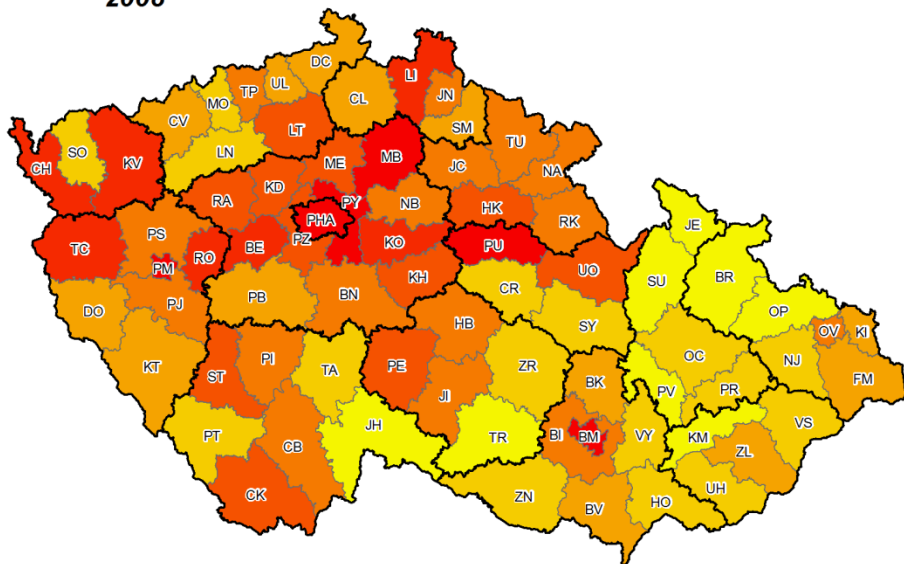 2008
DC
LI
TP
UL
JN
MO
CL
CV
SM
LT
TU
MB
SO
LN
ME
JC
KV
CH
NA
KD
RA
PY
NB
HK
RK
PHA
JE
PS
BE
PZ
KO
TC
RO
PU
UO
BR
PM
SU
KH
CR
PB
BN
OP
DO
PJ
SY
HB
OV
KI
OC
KT
PI
ZR
NJ
ST
TA
PE
FM
BK
PR
PV
JI
VS
PT
JH
TR
BI
BM
VY
KM
CB
ZL
CK
UH
ZN
HO
BV